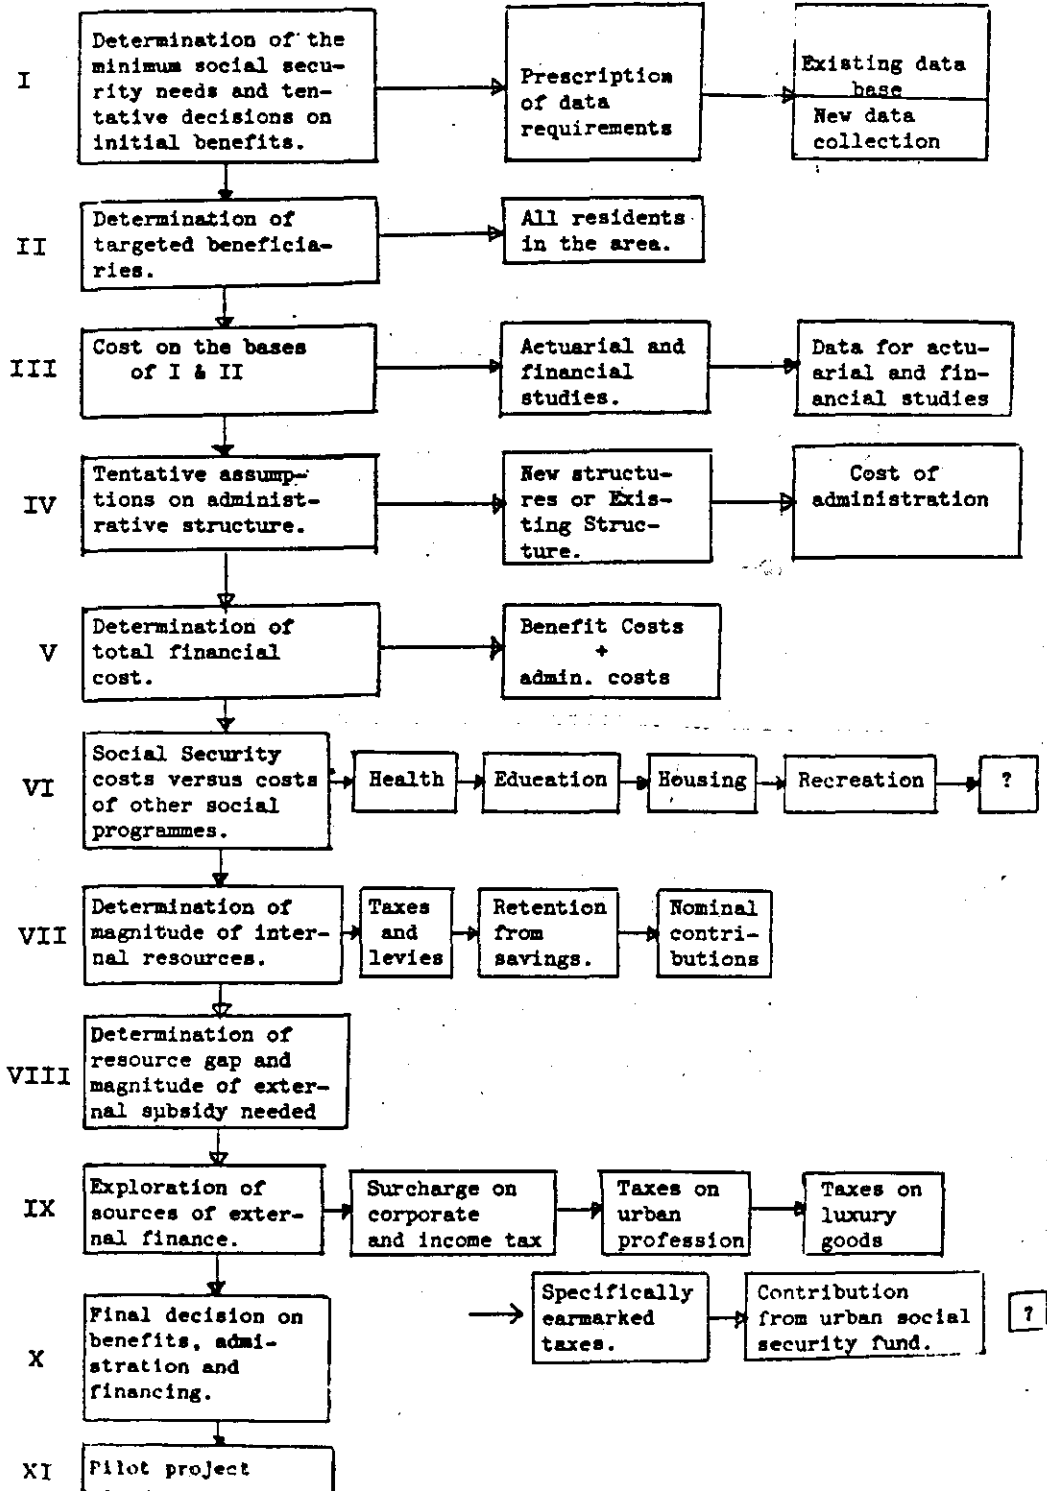 I
Determination of the
minimum social secu-
rity needs and ten-
tative decisions on
initial benefits.
Prescription
of data
requirements
Existing data
base
New data
collection
II
Determination of
targeted beneficia-
ries.
All residents
in the area.
III
Cost on the bases
of I & II
Actuarial and
financial
studies.
Data for actu-
arial and fin-
ancial studies
IV
Tentative assump-
tions on administ-
rative structure.
New structu-
res or Exis-
ting Struc-
ture.
Cost of
administration
V
Determination of
total financial
cost.
Benefit Costs
+
admin. costs
VI
Social Security
costs versus costs
of other social
programmes.
Health
Education
Housing
Recreation
?
VII
Determination of
magnitude of inter-
nal resources.
Taxes
and
levies
Retention
from
savings.
Nominal
contri-
butions
VIII
Determination of
resource gap and
magnitude of exter-
nal subsidy needed
IX
Exploration of
sources of exter-
nal finance.
Surcharge on
corporate
and income tax
Taxes on
urban
profession
Taxes on
luxury
goods
Specifically
earmarked
taxes.
Contribution
from urban social
security fund.
?
X
Final decision on
benefits, admi-
stration and
financing.
XI
Pilot project